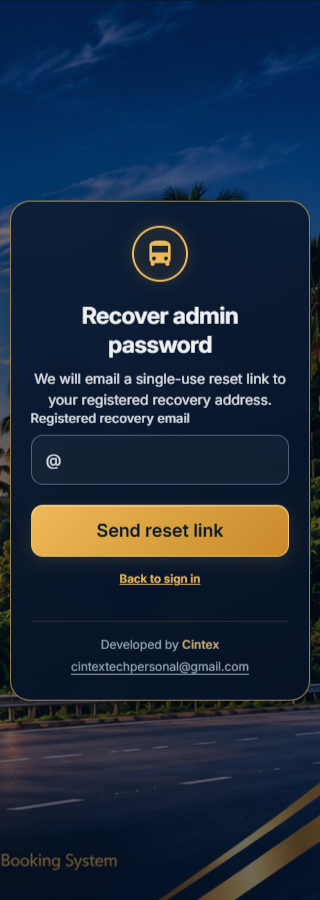 Recover admin
password
We will email a single-use reset link to
your registered recovery address.
Registered recovery email
@
Send reset link
Back to sign in
Developed by Cintex
cintextechpersonal@gmail.com
Booking System